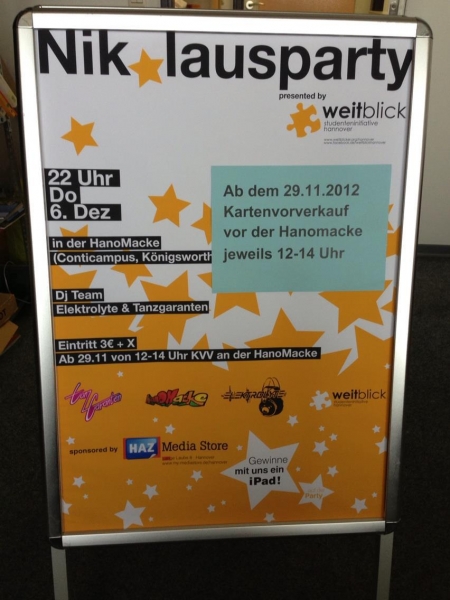 Nik lausparty
presented by
weitblick
studenteninitiative
hannover
22 Uhr
Do
6. Dez
Ab dem 29.11.2012
Kartenvorverkauf
vor der Hanomacke
jeweils 12-14 Uhr
in der HanoMacke
(Conticampus, Königsworth
Dj Team
Elektrolyte & Tanzgaranten
Eintritt 3€ + X
Ab 29.11 von 12-14 Uhr KVV an der HanoMacke
weitblick
sponsored by
HAZ Media Store
Gewinne
mit uns ein
iPad!
Party